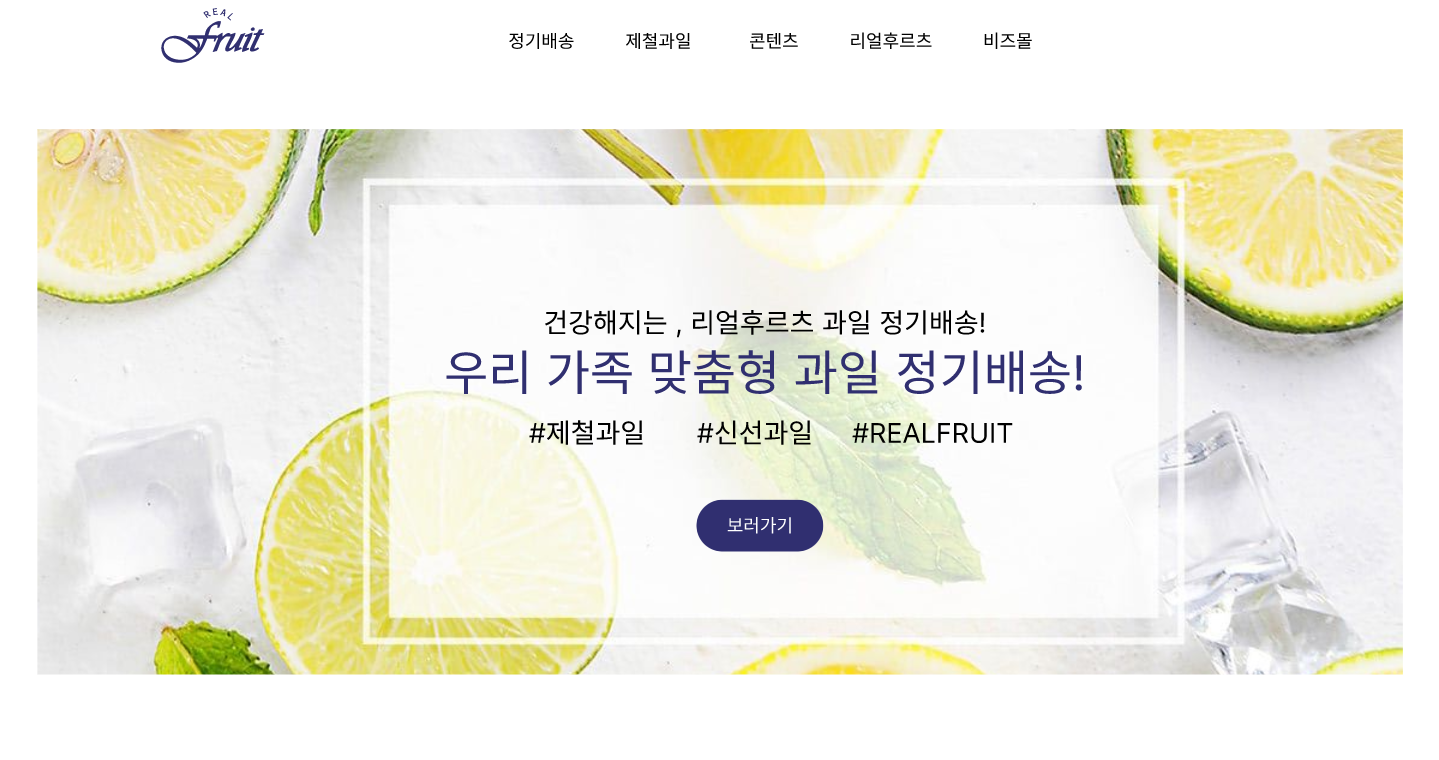 REAL
fruit
정기배송 제철과일 콘텐츠 리얼후르츠 비즈몰
건강해지는 , 리얼후르츠 과일 정기배송!
우리 가족 맞춤형 과일 정기배송!
#제철과일 #신선과일 #REALFRUIT
보러가기